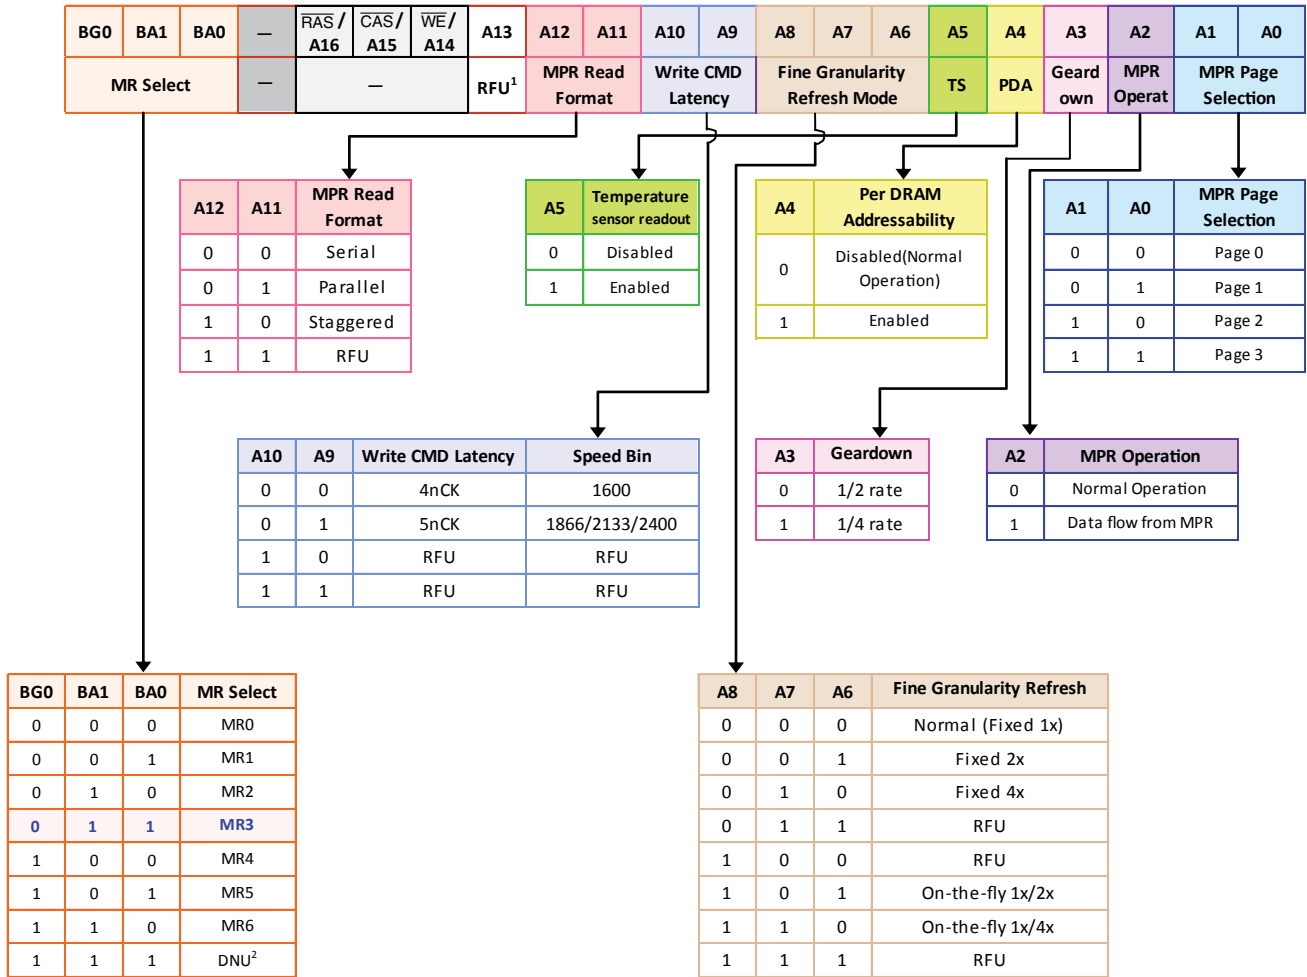 BG0 BA1 BA0 — RAS/ CAS/ WE/ A13 A12 A11 A10 A9 A8 A7 A6 A5 A4 A3 A2 A1 A0
A16 A15 A14
MR Select — — RFU1 MPR Read Write CMD Fine Granularity TS PDA Geard MPR MPR Page
Format Latency Refresh Mode own Operat Selection
A12 A11 MPR Read
Format
0 0 Serial
0 1 Parallel
1 0 Staggered
1 1 RFU
A5 Temperature
sensor readout
0 Disabled
1 Enabled
A4 Per DRAM
Addressability
0 Disabled(Normal
Operation)
1 Enabled
A1 A0 MPR Page
Selection
0 0 Page 0
0 1 Page 1
1 0 Page 2
1 1 Page 3
A10 A9 Write CMD Latency Speed Bin
0 0 4nCK 1600
0 1 5nCK 1866/2133/2400
1 0 RFU RFU
1 1 RFU RFU
A3 Geardown
0 1/2 rate
1 1/4 rate
A2 MPR Operation
0 Normal Operation
1 Data flow from MPR
BG0 BA1 BA0 MR Select
0 0 0 MR0
0 0 1 MR1
0 1 0 MR2
0 1 1 MR3
1 0 0 MR4
1 0 1 MR5
1 1 0 MR6
1 1 1 DNU2
A8 A7 A6 Fine Granularity Refresh
0 0 0 Normal (Fixed 1x)
0 0 1 Fixed 2x
0 1 0 Fixed 4x
0 1 1 RFU
1 0 0 RFU
1 0 1 On-the-fly 1x/2x
1 1 0 On-the-fly 1x/4x
1 1 1 RFU